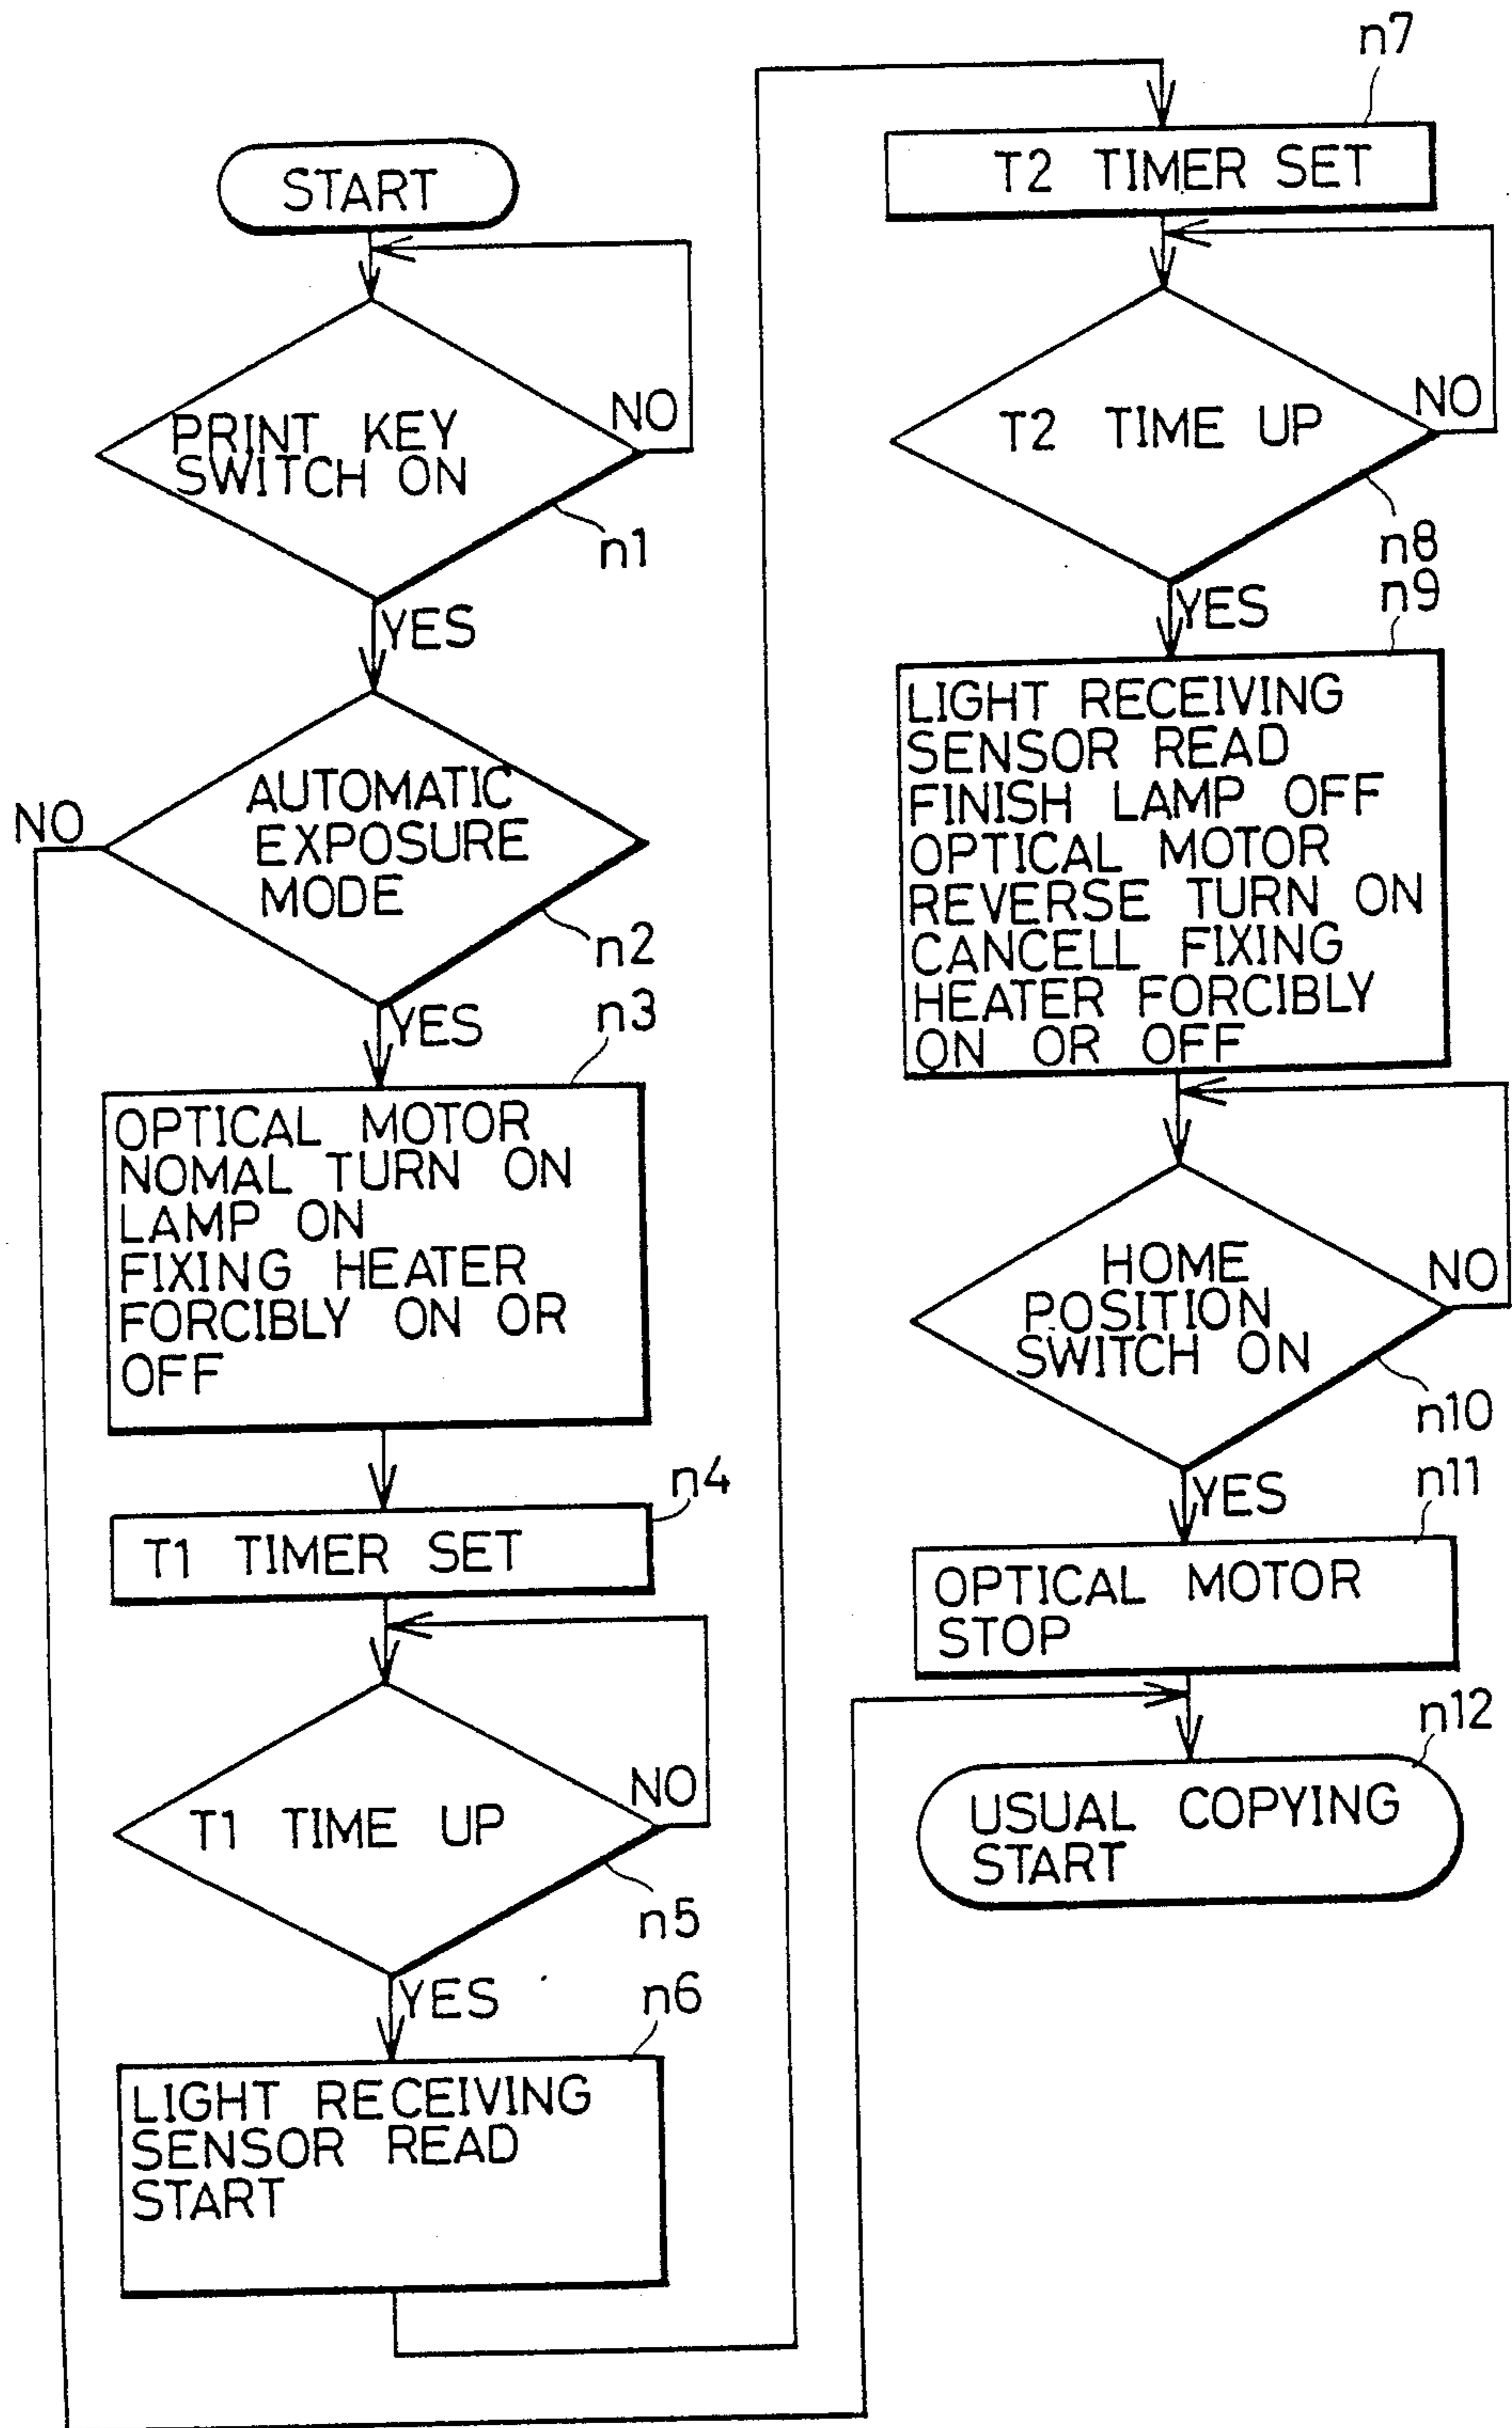 START
PRINT KEY
SWITCH ON
NO
n1
YES
AUTOMATIC
EXPOSURE
MODE
NO
n2
YES
n3
OPTICAL MOTOR
NOMAL TURN ON
LAMP ON
FIXING HEATER
FORCIBLY ON OR
OFF
n4
T1 TIMER SET
T1 TIME UP
NO
n5
YES
n6
LIGHT RECEIVING
SENSOR READ
START
n7
T2 TIMER SET
T2 TIME UP
NO
n8
YES
n9
LIGHT RECEIVING
SENSOR READ
FINISH LAMP OFF
OPTICAL MOTOR
REVERSE TURN ON
CANCELL FIXING
HEATER FORCIBLY
ON OR OFF
HOME
POSITION
SWITCH ON
NO
n10
YES
n11
OPTICAL MOTOR
STOP
n12
USUAL COPYING
START